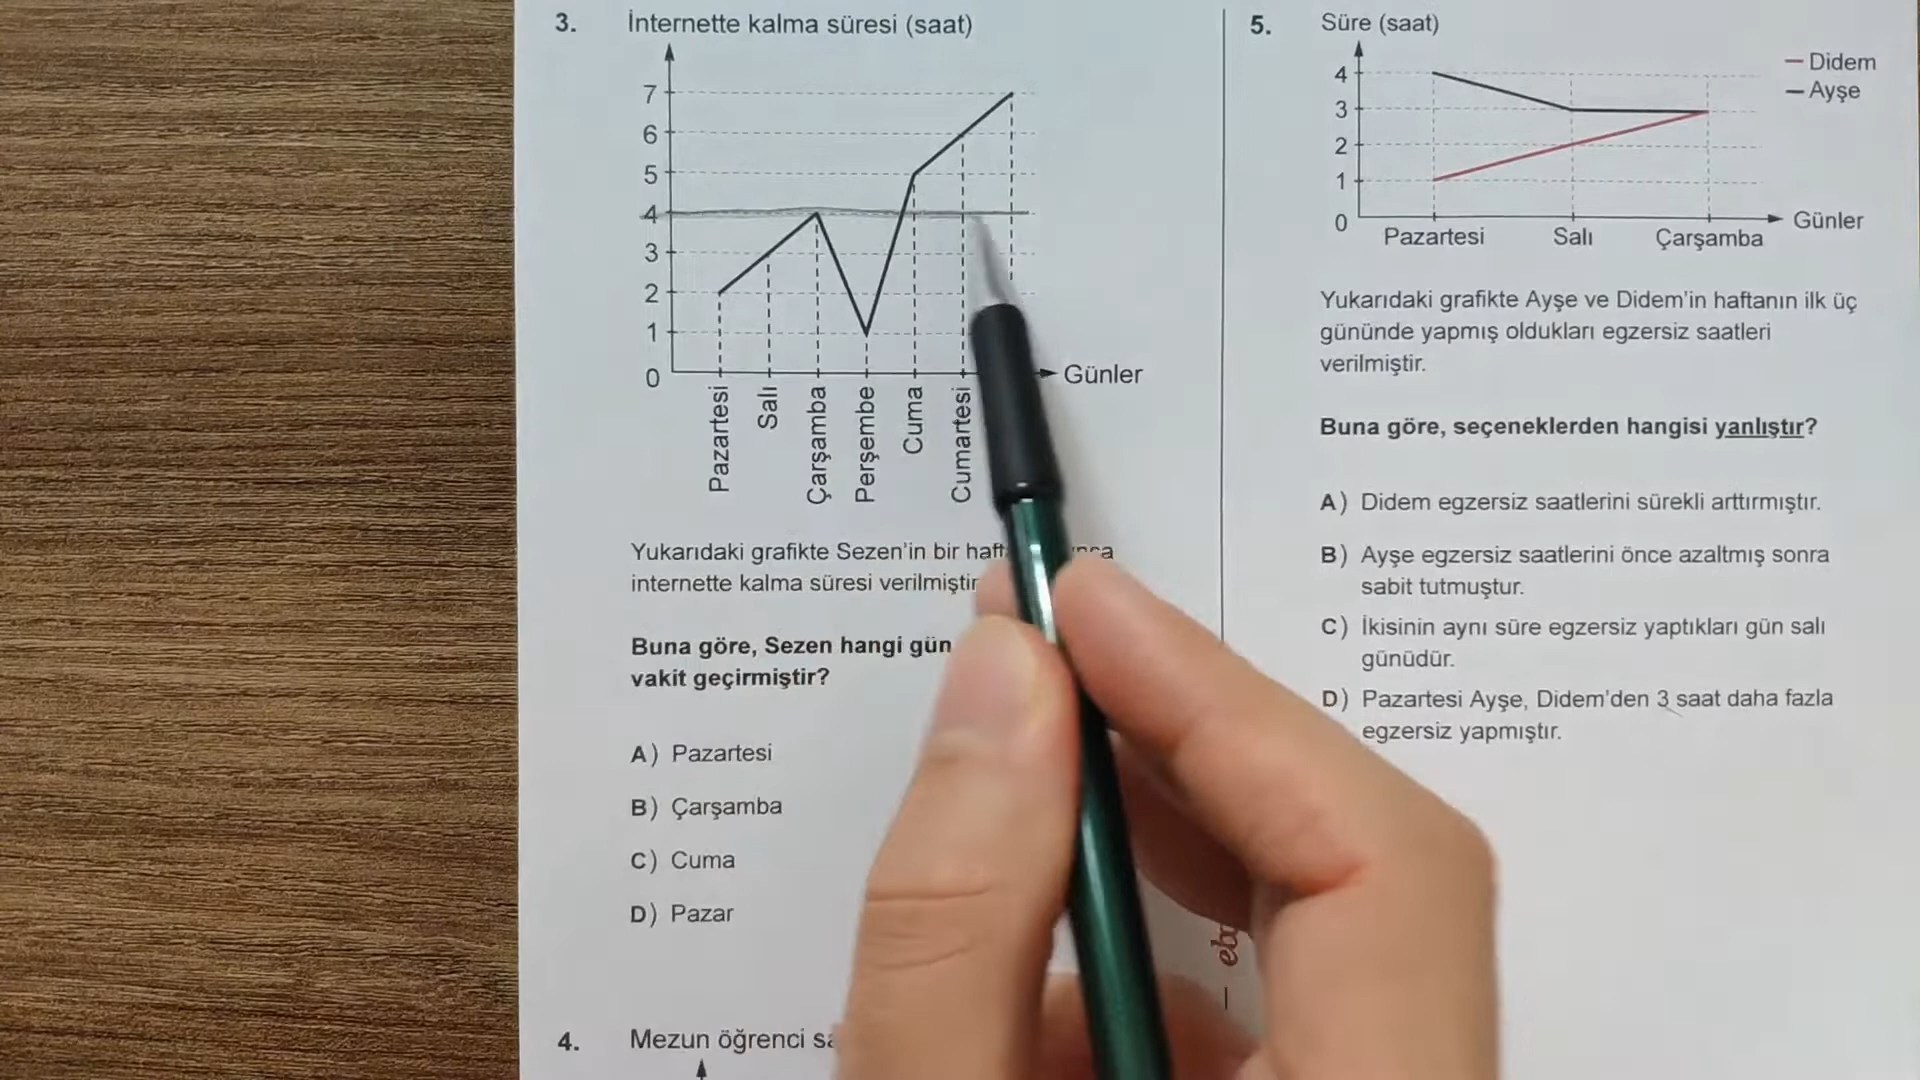 3. İnternette kalma süresi (saat)
7
6
5
4
3
2
1
0
Günler
Pazartesi
Salı
Çarşamba
Perşembe
Cuma
Cumartesi
Yukarıdaki grafikte Sezen'in bir
internette kalma süresi verilmiştir
Buna göre, Sezen hangi gün
vakit geçirmiştir?
A) Pazartesi
B) Çarşamba
C) Cuma
D) Pazar
4. Mezun öğrenci
5. Süre (saat)
Didem
Ayşe
4
3
2
1
0
Günler
Pazartesi Salı Çarşamba
Yukarıdaki grafikte Ayşe ve Didem'in haftanın ilk üç
gününde yapmış oldukları egzersiz saatleri
verilmiştir.
Buna göre, seçeneklerden hangisi yanlıştır?
A) Didem egzersiz saatlerini sürekli arttırmıştır.
B) Ayşe egzersiz saatlerini önce azaltmış sonra
sabit tutmuştur.
C) İkisinin aynı süre egzersiz yaptıkları gün salı
günüdür.
D) Pazartesi Ayşe, Didem'den 3 saat daha fazla
egzersiz yapmıştır.